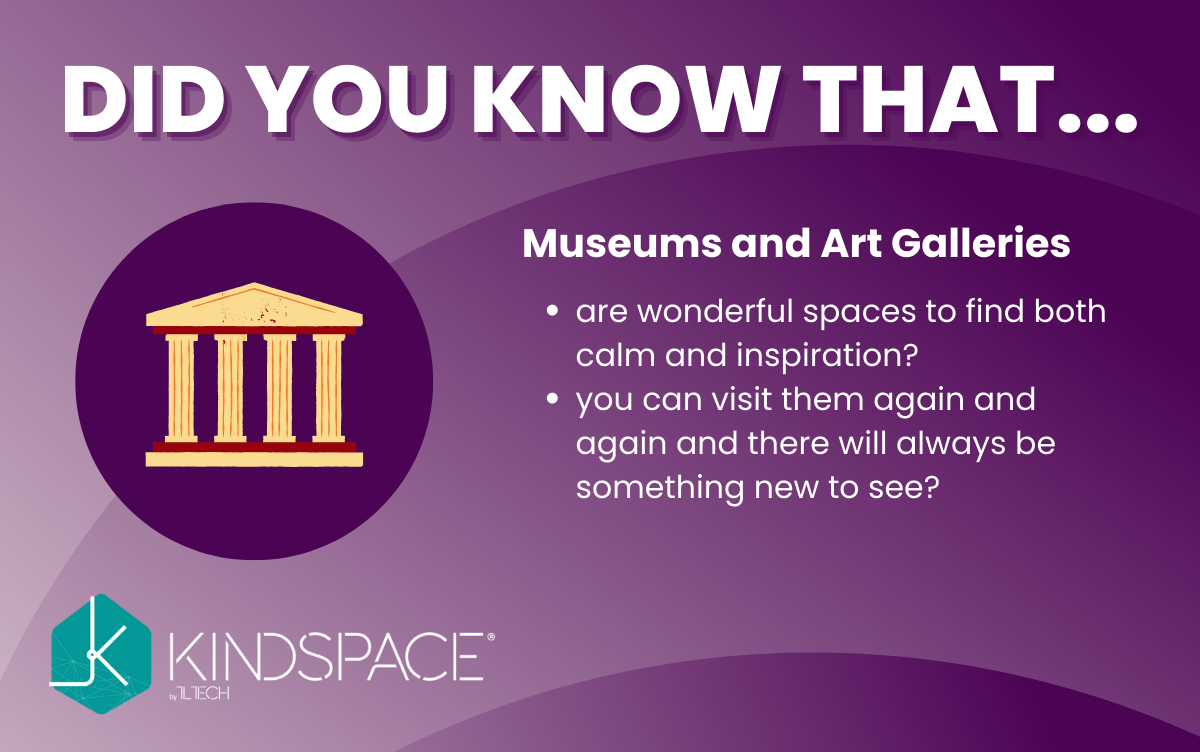 DID YOU KNOW THAT...
Museums and Art Galleries
• are wonderful spaces to find both
calm and inspiration?
• you can visit them again and
again and there will always be
something new to see?
KINDSPACE®
by TLTECH